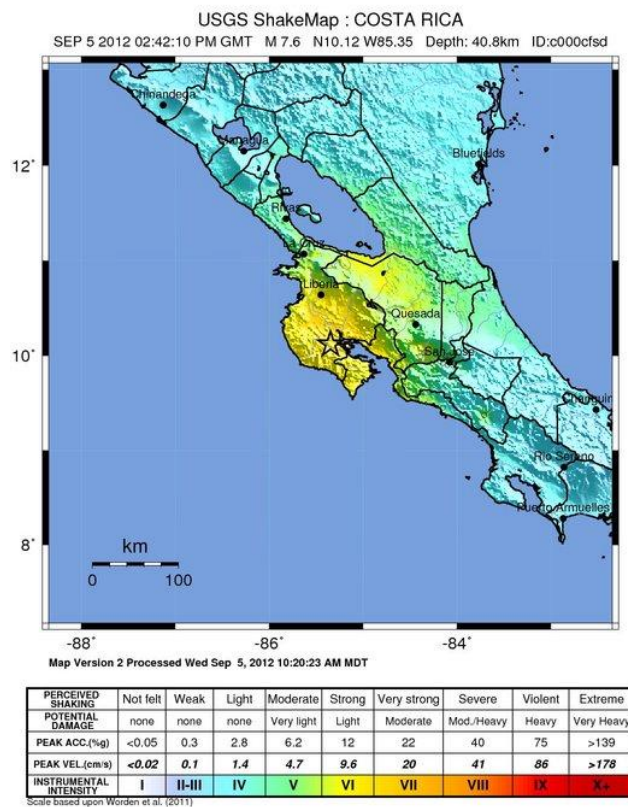 USGS ShakeMap : COSTA RICA
SEP 5 2012 02:42:10 PM GMT M 7.6 N10.12 W85.35 Depth: 40.8km ID:c000cfsd
Chinandega
Managua
Bluefields
12°
Rivas
La Cruz
Liberia
Quesada
10°
San José
Changuin
Rio Sereno
Puerto Armuelles
8°
km
0 100
-88° -86° -84°
Map Version 2 Processed Wed Sep 5, 2012 10:20:23 AM MDT
PERCEIVED SHAKING Not felt Weak Light Moderate Strong Very strong Severe Violent Extreme
POTENTIAL DAMAGE none none none Very light Light Moderate Mod./Heavy Heavy Very Heavy
PEAK ACC.(%g) <0.05 0.3 2.8 6.2 12 22 40 75 >139
PEAK VEL.(cm/s) <0.02 0.1 1.4 4.7 9.6 20 41 86 >178
INSTRUMENTAL INTENSITY I II-III IV V VI VII VIII IX X+
Scale based upon Worden et al. (2011)